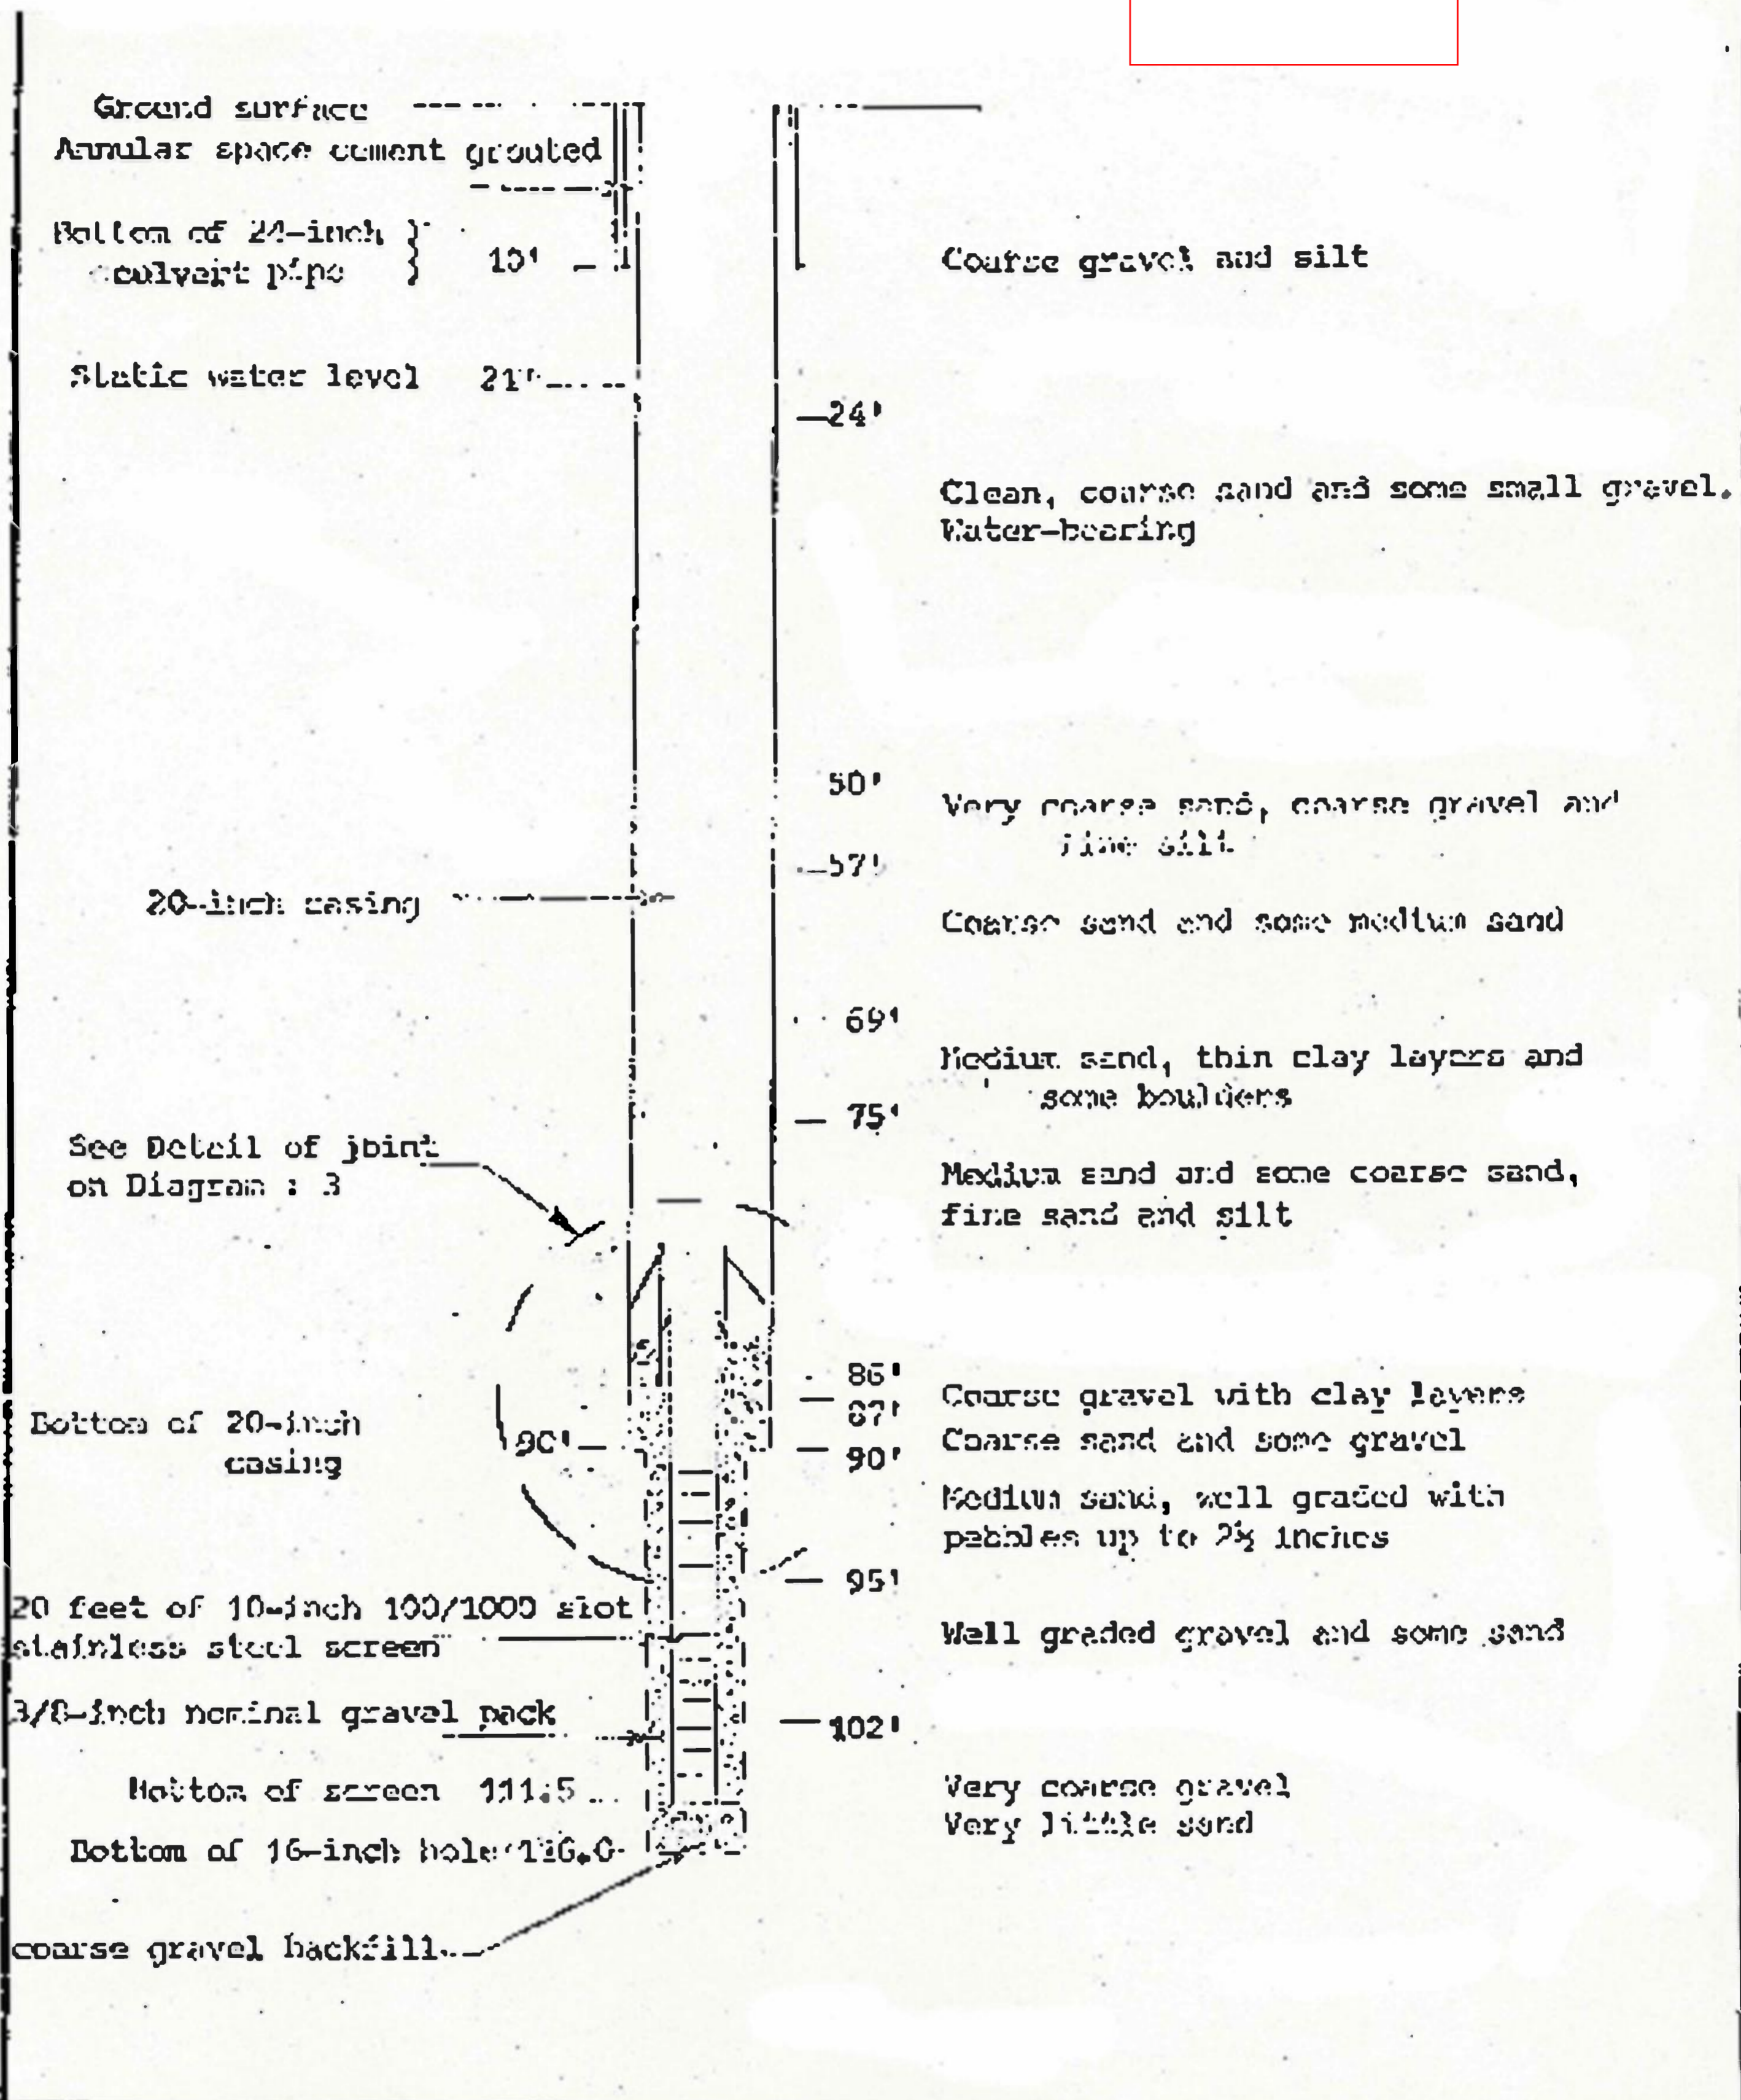 Ground surface
Annular space cement grouted
Bottom of 24-inch
culvert pipe
Coarse gravel and silt
Static water level 21'
24'
Clean, coarse sand and some small gravel.
Water-bearing
50'
Very coarse sand, coarse gravel and
fine silt
57'
20-inch casing
Coarse sand and some medium sand
69'
Medium sand, thin clay layers and
some boulders
75'
See Detail of joint
on Diagram : 3
Medium sand and some coarse sand,
fine sand and silt
86'
Coarse gravel with clay layers
87'
Bottom of 20-inch
casing
90'
Coarse sand and some gravel
90'
Medium sand, well graded with
pebbles up to 2½ inches
95'
20 feet of 10-inch 100/1000 slot
stainless steel screen
Well graded gravel and some sand
3/8-inch nominal gravel pack
102'
Bottom of screen 111.5
Very coarse gravel
Very little sand
Bottom of 16-inch hole 116.0
coarse gravel backfill